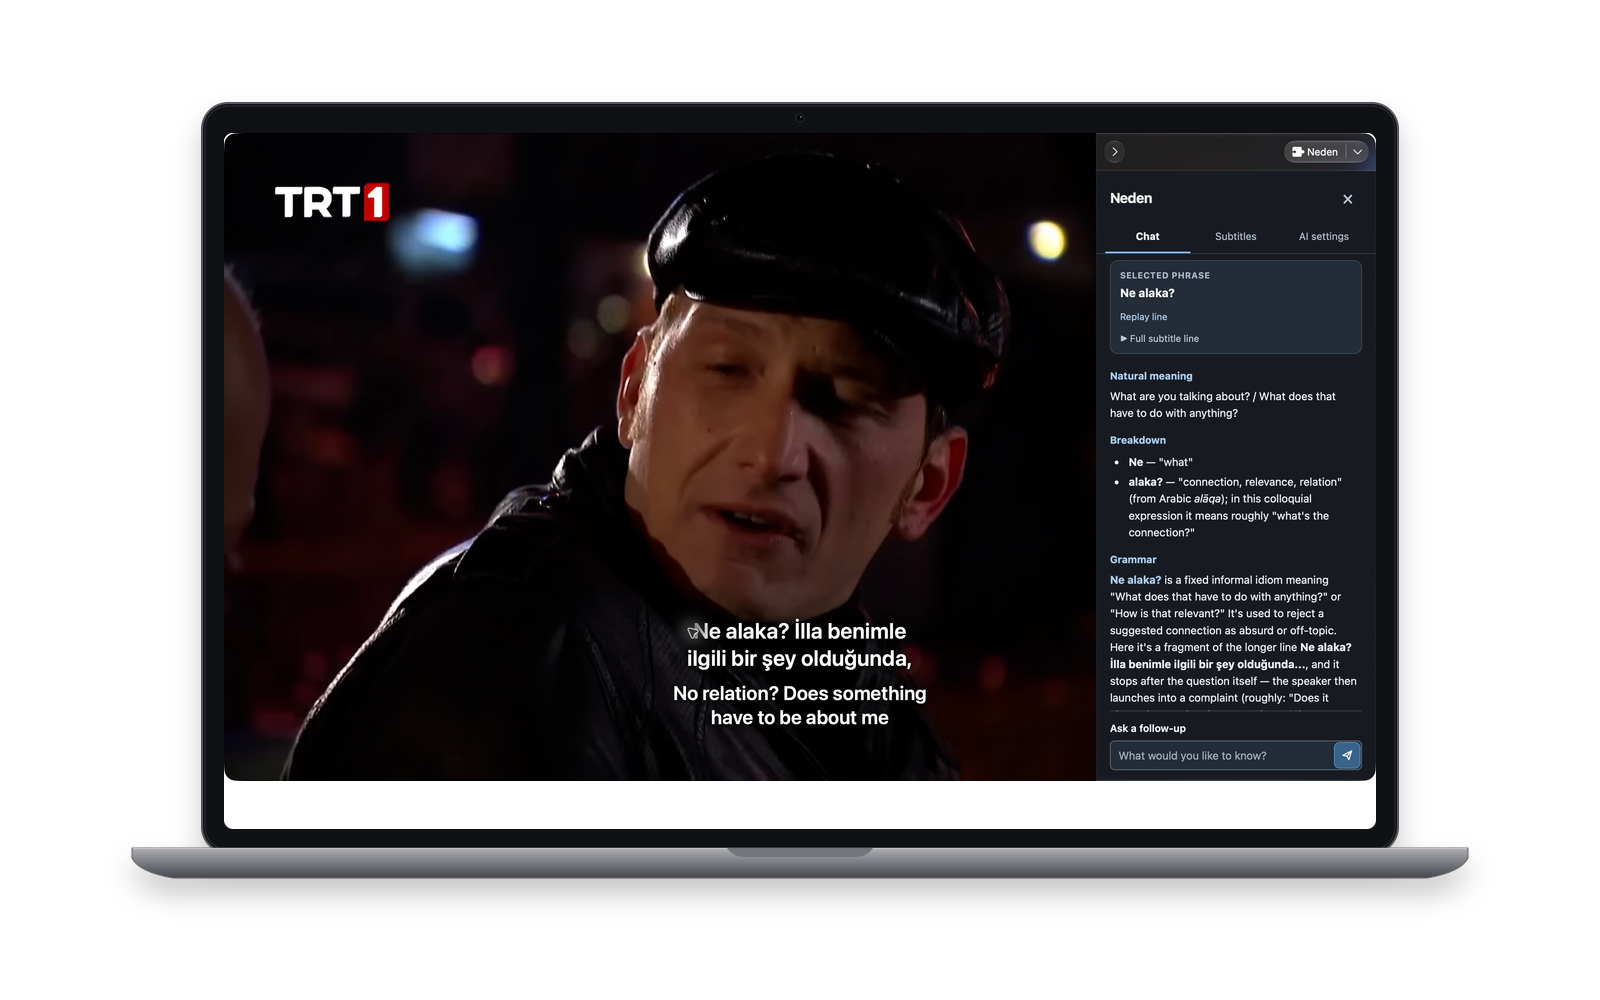 TRT1
Ne alaka? İlla benimle
ilgili bir şey olduğunda,
No relation? Does something
have to be about me
Neden
Neden
Chat
Subtitles
AI settings
SELECTED PHRASE
Ne alaka?
Replay line
Full subtitle line
Natural meaning
What are you talking about? / What does that
have to do with anything?
Breakdown
Ne — "what"
alaka? — "connection, relevance, relation"
(from Arabic alāqa); in this colloquial
expression it means roughly "what's the
connection?"
Grammar
Ne alaka? is a fixed informal idiom meaning
"What does that have to do with anything?" or
"How is that relevant?" It's used to reject a
suggested connection as absurd or off-topic.
Here it's a fragment of the longer line Ne alaka?
İlla benimle ilgili bir şey olduğunda..., and it
stops after the question itself — the speaker then
launches into a complaint (roughly: "Does it
Ask a follow-up
What would you like to know?